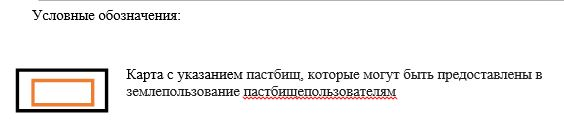 Условные обозначения:
Карта с указанием пастбищ, которые могут быть предоставлены в
землепользование пастбищепользователям